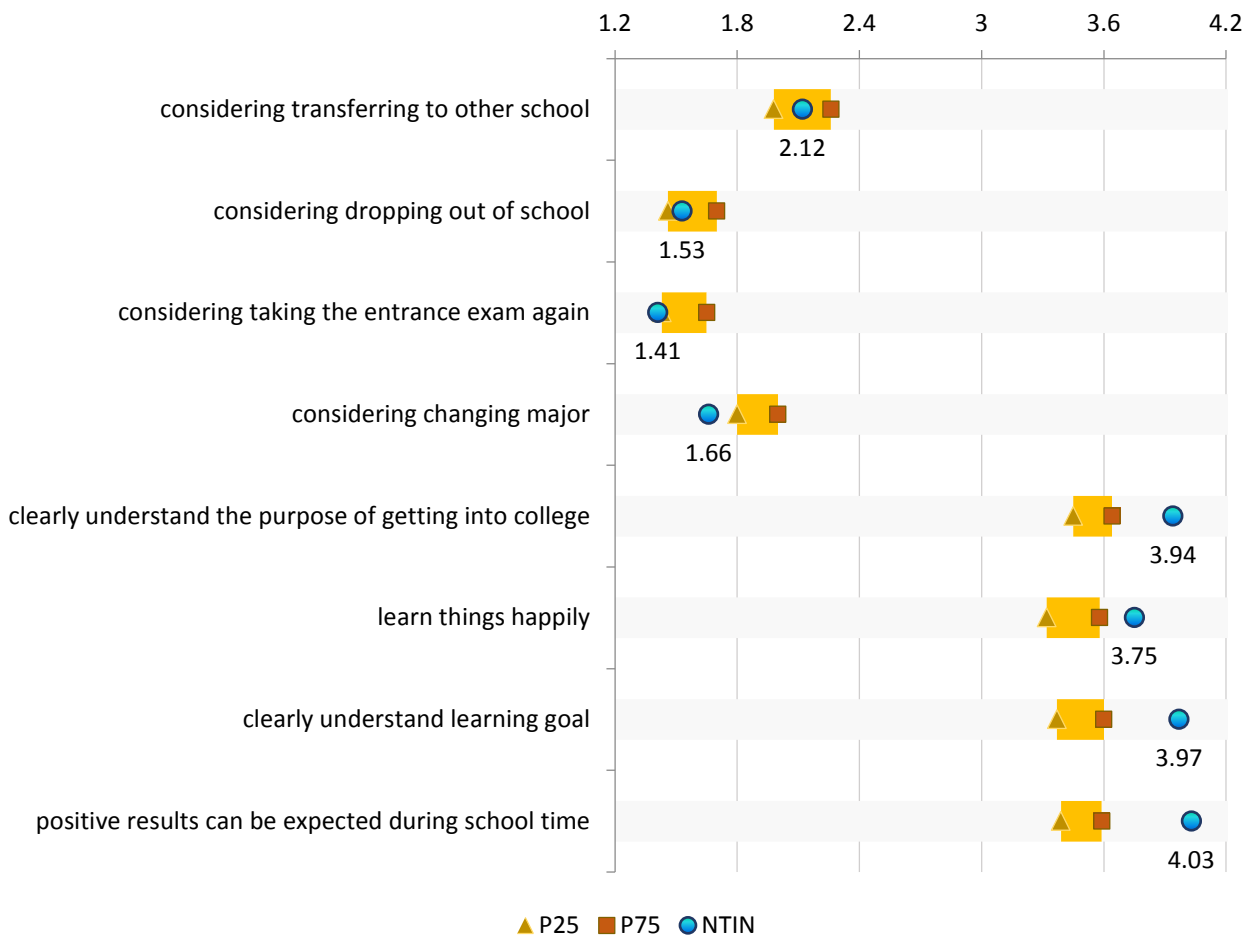 1.2 1.8 2.4 3 3.6 4.2
considering transferring to other school
2.12
considering dropping out of school
1.53
considering taking the entrance exam again
1.41
considering changing major
1.66
clearly understand the purpose of getting into college
3.94
learn things happily
3.75
clearly understand learning goal
3.97
positive results can be expected during school time
4.03
P25 P75 NTIN